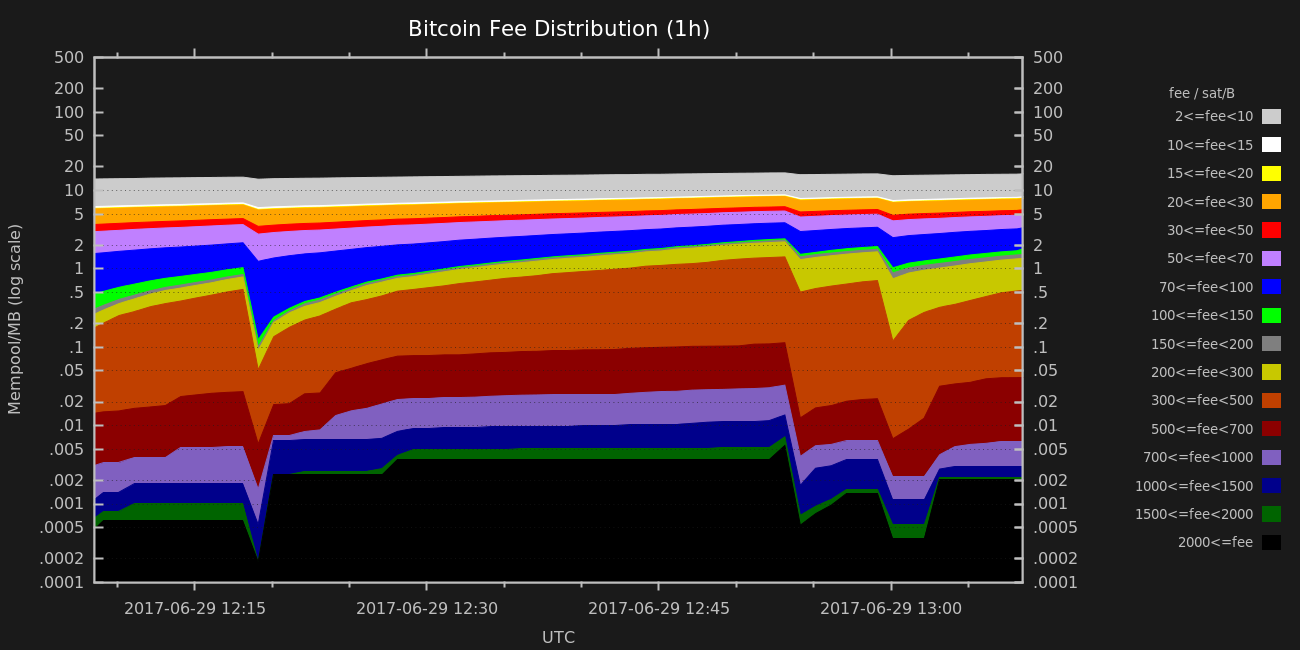 Bitcoin Fee Distribution (1h)
500
200
100
50
20
10
5
2
1
.5
.2
.1
.05
.02
.01
.005
.002
.001
.0005
.0002
.0001
Mempool/MB (log scale)
500
200
100
50
20
10
5
2
1
.5
.2
.1
.05
.02
.01
.005
.002
.001
.0005
.0002
.0001
2017-06-29 12:15
2017-06-29 12:30
2017-06-29 12:45
2017-06-29 13:00
UTC
fee / sat/B
2<=fee<10
10<=fee<15
15<=fee<20
20<=fee<30
30<=fee<50
50<=fee<70
70<=fee<100
100<=fee<150
150<=fee<200
200<=fee<300
300<=fee<500
500<=fee<700
700<=fee<1000
1000<=fee<1500
1500<=fee<2000
2000<=fee